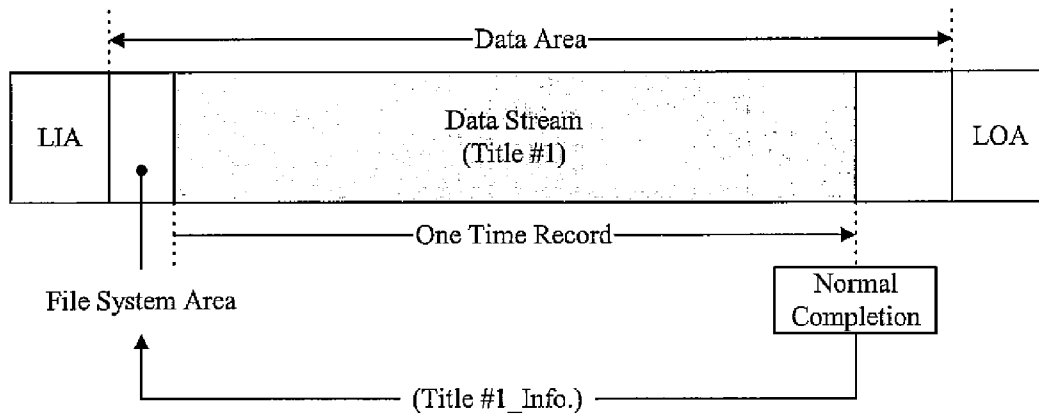 Data Area
LIA
Data Stream
(Title #1)
LOA
One Time Record
File System Area
Normal
Completion
(Title #1_Info.)